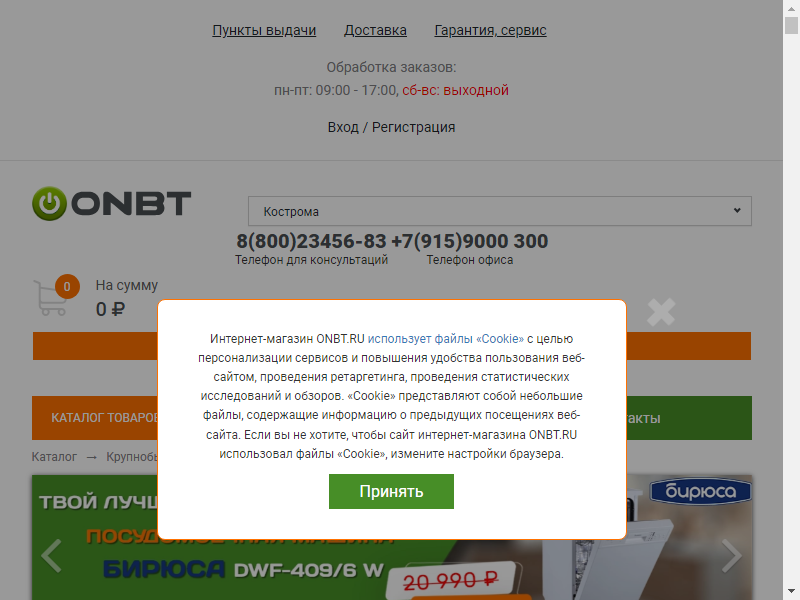 Пункты выдачи Доставка Гарантия, сервис
Обработка заказов:
пн-пт: 09:00 - 17:00, сб-вс: выходной
Вход / Регистрация
ONBT
Кострома
8(800)23456-83 +7(915)9000 300
Телефон для консультаций Телефон офиса
0
На сумму
0 ₽
Интернет-магазин ONBT.RU использует файлы «Cookie» с целью
персонализации сервисов и повышения удобства пользования веб-
сайтом, проведения ретаргетинга, проведения статистических
исследований и обзоров. «Cookie» представляют собой небольшие
файлы, содержащие информацию о предыдущих посещениях веб-
сайта. Если вы не хотите, чтобы сайт интернет-магазина ONBT.RU
использовал файлы «Cookie», измените настройки браузера.
Принять
КАТАЛОГ ТОВАРОВ
такты
Каталог → Крупнобы
ТВОЙ ЛУЧШ
бирюса
ПОСУДОМОЕЧНАЯ МАШИНА
БИРЮСА DWF-409/6 W
20 990 ₽